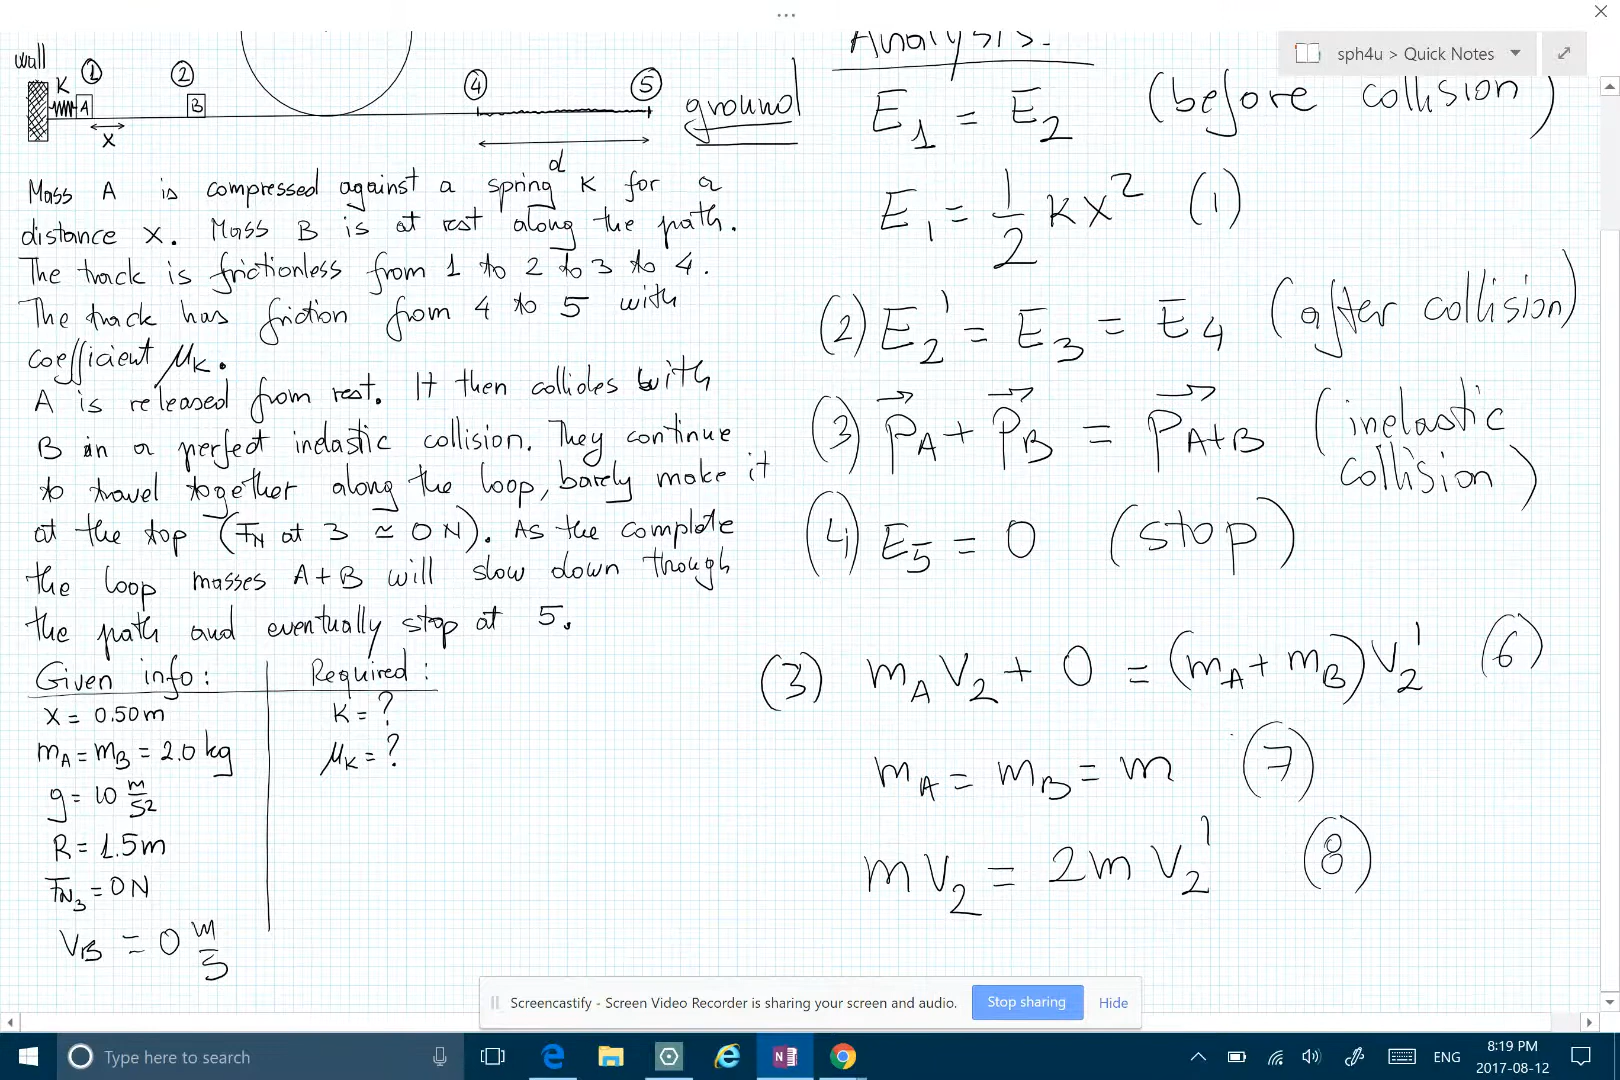 sph4u > Quick Notes
wall
K
1
2
4
5
A
B
x
d
ground
Mass A is compressed against a spring K for a
distance x. Mass B is at rest along the path.
The track is frictionless from 1 to 2 to 3 to 4.
The track has friction from 4 to 5 with
coefficient μK.
A is released from rest. It then collides with
B in a perfect inelastic collision. They continue
to travel together along the loop, barely make it
at the top (FN at 3 ≃ 0 N). As the complete
the loop masses A+B will slow down though
the path and eventually stop at 5.
Given info:
x = 0.50m
mA = mB = 2.0 kg
g = 10 m/s2
R = 1.5m
FN3 = 0N
VB = 0 m/s
Required:
K = ?
μK = ?
Analysis:
E1 = E2 (before collision)
E1 = 1/2 Kx² (1)
(2) E2' = E3 = E4 (after collision)
(3) PA + PB = PA+B (inelastic
collision)
(4) E5 = 0 (stop)
(3) mA V2 + 0 = (mA + mB) V2' (6)
mA = mB = m (7)
m V2 = 2m V2' (8)
Screencastify - Screen Video Recorder is sharing your screen and audio.
Stop sharing
Hide
Type here to search
ENG
8:19 PM
2017-08-12